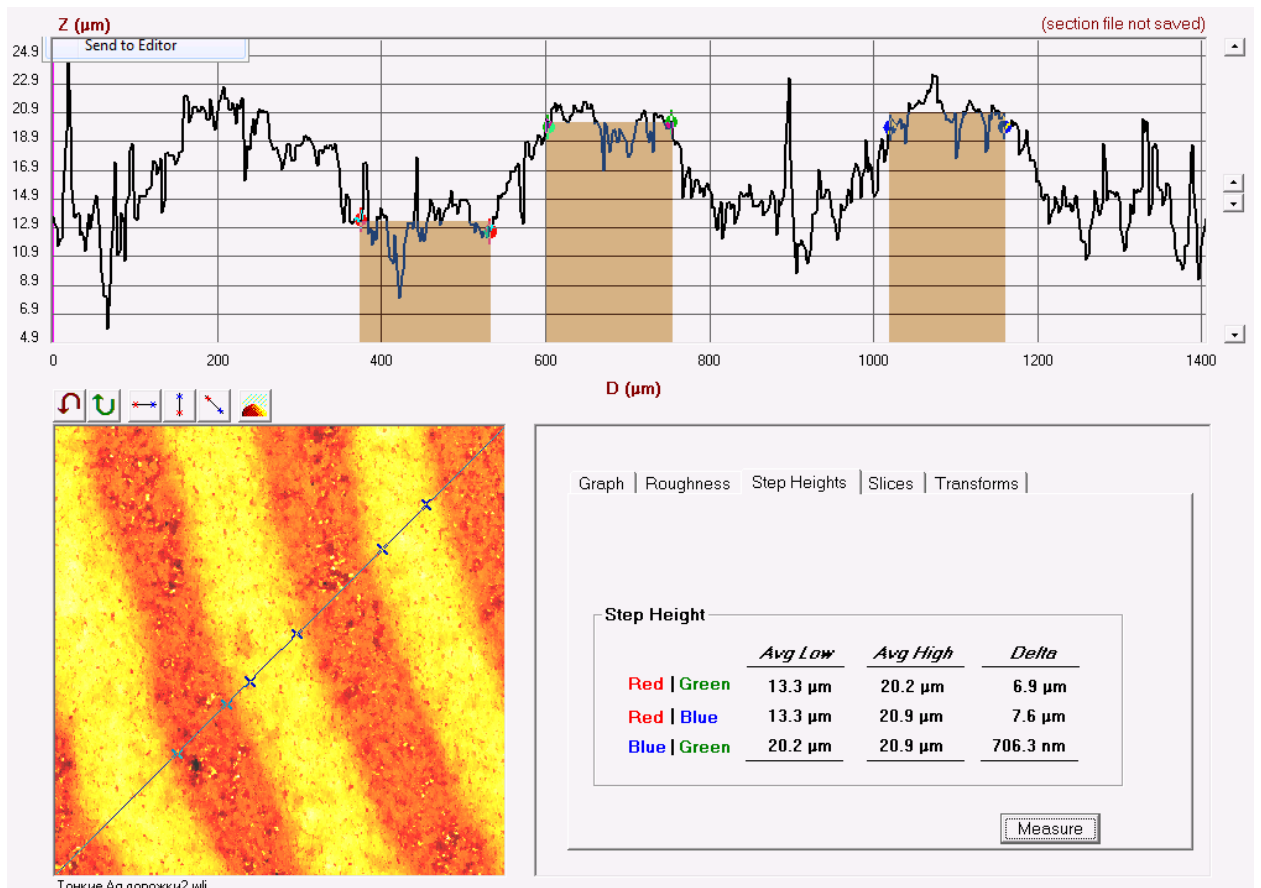 Z (µm)
(section file not saved)
Send to Editor
24.9
22.9
20.9
18.9
16.9
14.9
12.9
10.9
8.9
6.9
4.9
0 200 400 600 800 1000 1200 1400
D (µm)
Graph Roughness Step Heights Slices Transforms
Step Height
Avg Low Avg High Delta
Red | Green 13.3 µm 20.2 µm 6.9 µm
Red | Blue 13.3 µm 20.9 µm 7.6 µm
Blue | Green 20.2 µm 20.9 µm 706.3 nm
Measure
Тонкие Ag дорожки2.wli